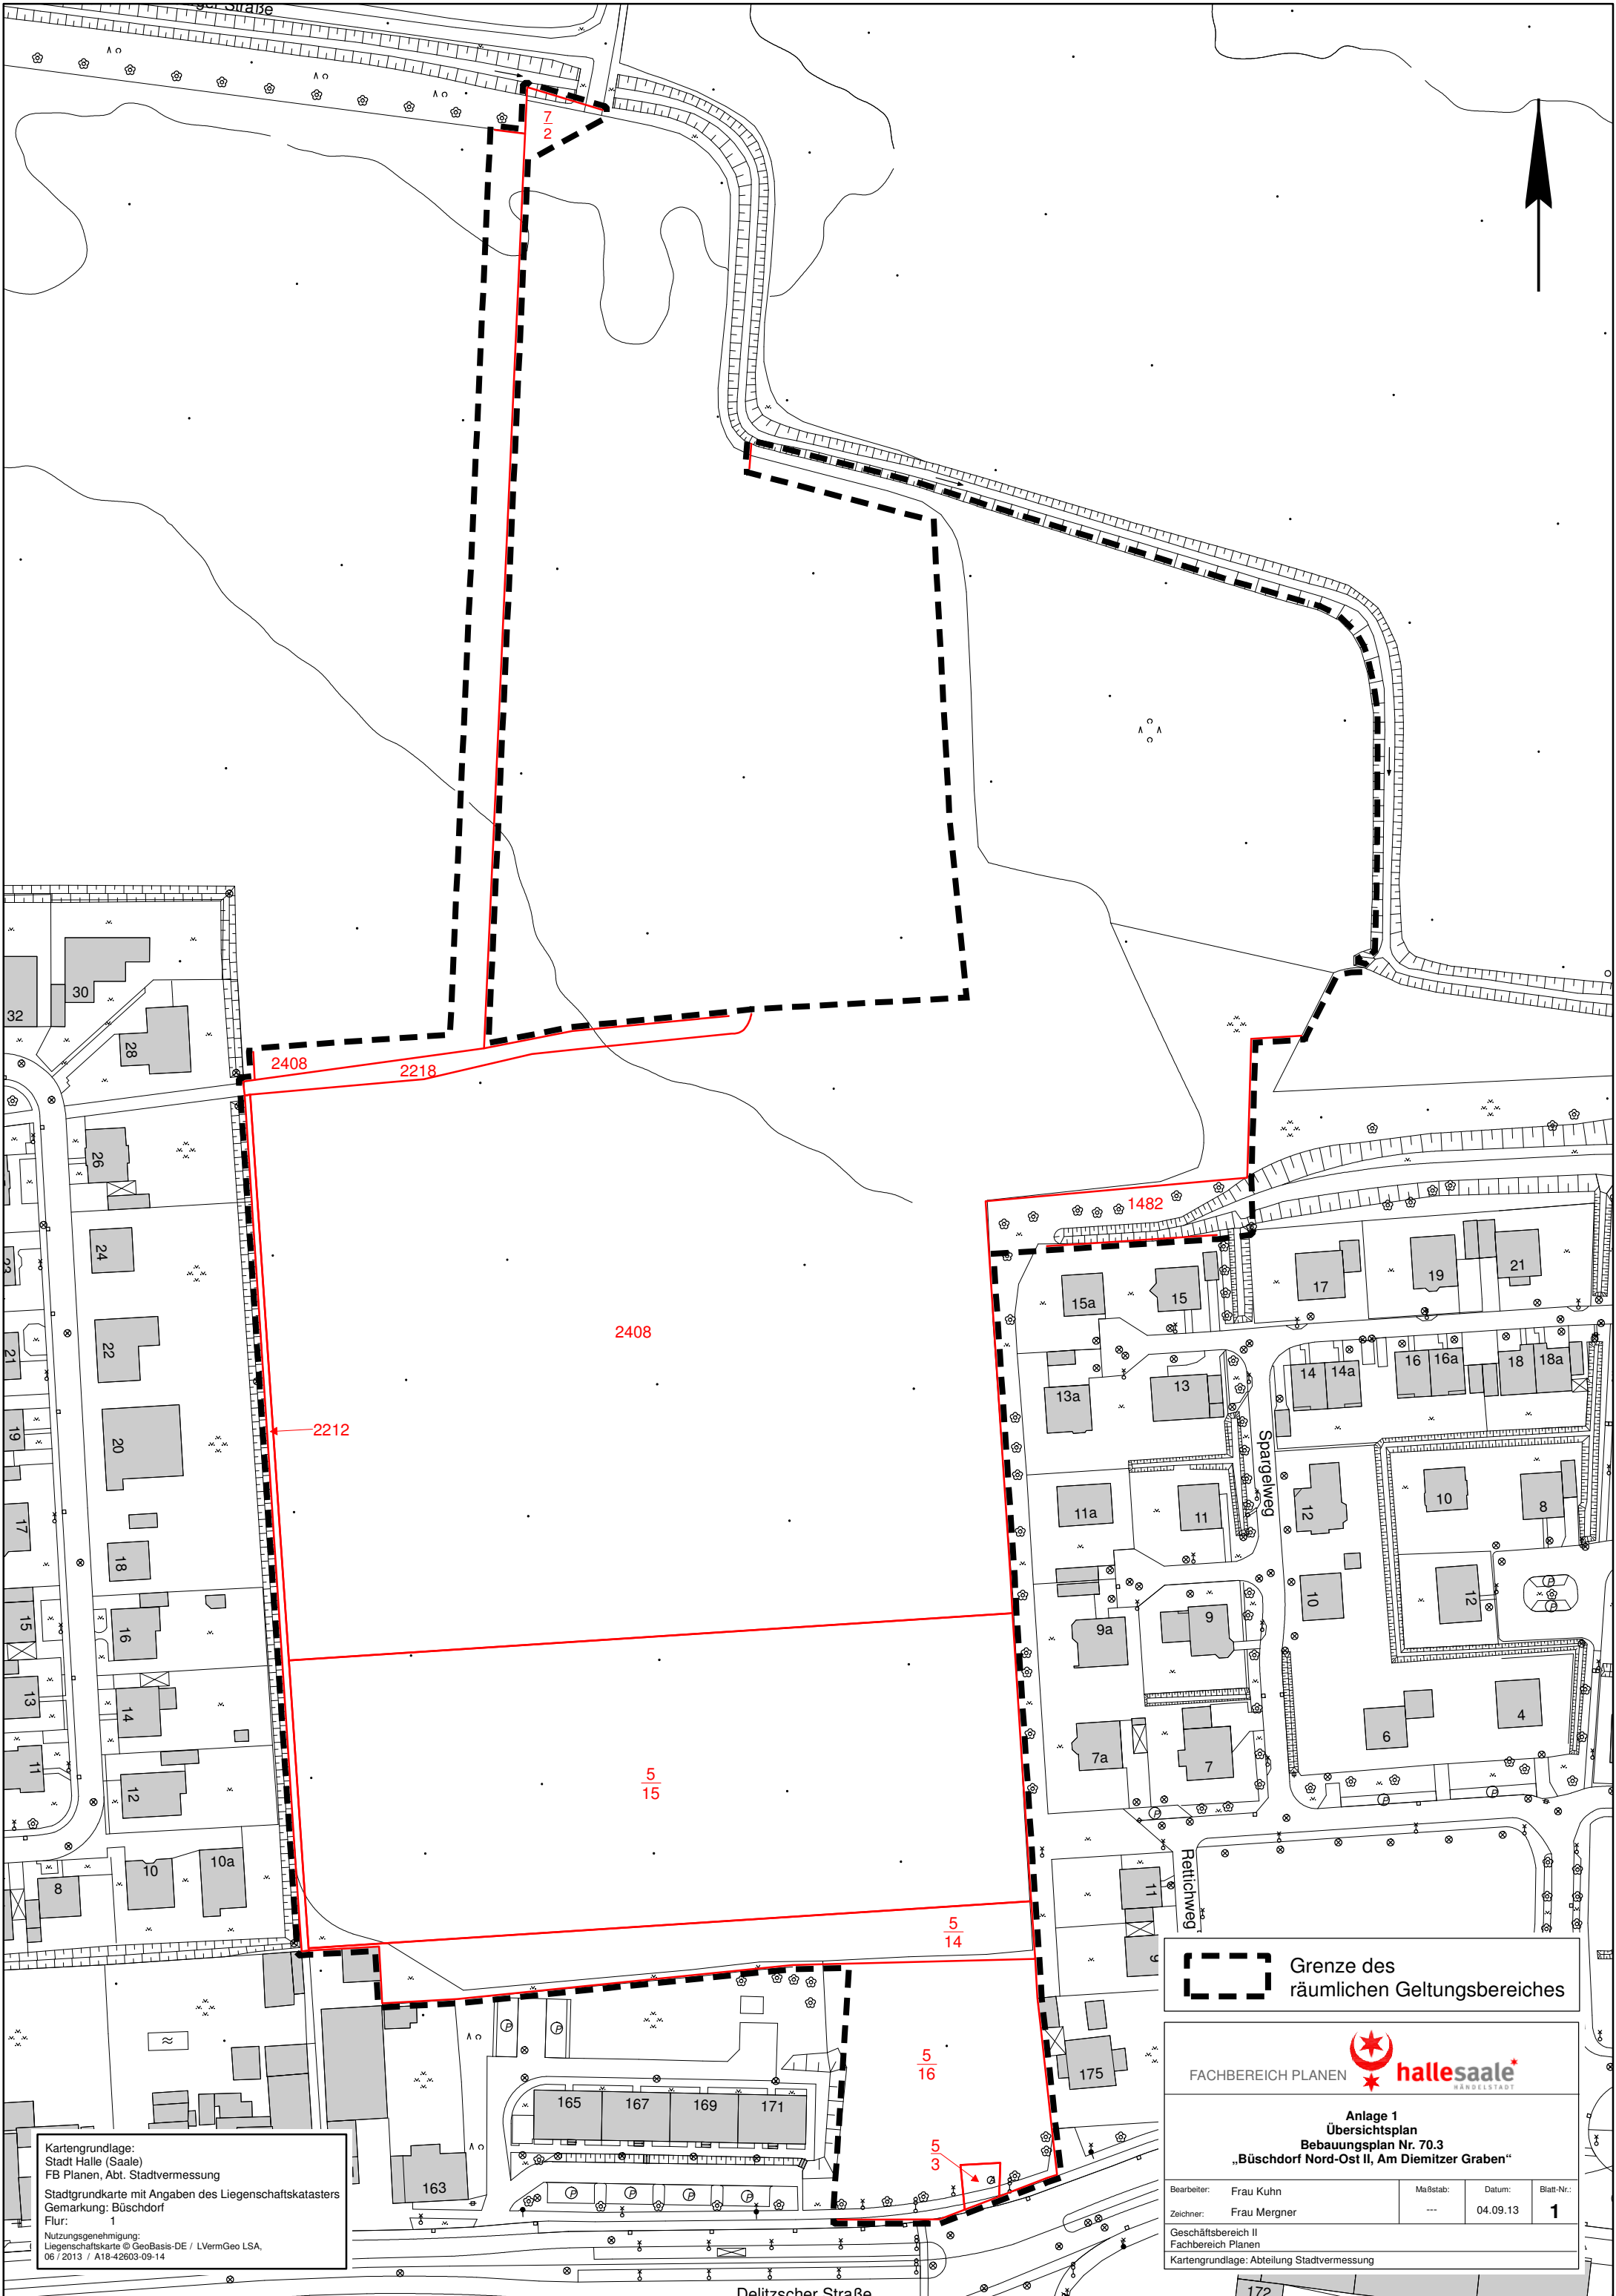 7
2
2408
2218
32
30
28
26
24
22
20
18
16
14
12
10
10a
8
23
21
19
17
15
13
11
2212
2408
5
15
5
14
5
16
5
3
1482
15a
15
17
19
21
13a
13
14
14a
16
16a
18
18a
Spargelweg
11a
11
12
10
8
9a
9
10
12
7a
7
6
4
Rettichweg
11
9
175
165
167
169
171
163
172
Delitzscher Straße
Grenze des
räumlichen Geltungsbereiches
FACHBEREICH PLANEN
hallesaale*
HÄNDELSTADT
Anlage 1
Übersichtsplan
Bebauungsplan Nr. 70.3
„Büschdorf Nord-Ost II, Am Diemitzer Graben“
Bearbeiter: Frau Kuhn
Maßstab: Datum: Blatt-Nr.:
Zeichner: Frau Mergner
--- 04.09.13 1
Geschäftsbereich II
Fachbereich Planen
Kartengrundlage: Abteilung Stadtvermessung
Kartengrundlage:
Stadt Halle (Saale)
FB Planen, Abt. Stadtvermessung
Stadtgrundkarte mit Angaben des Liegenschaftskatasters
Gemarkung: Büschdorf
Flur: 1
Nutzungsgenehmigung:
Liegenschaftskarte © GeoBasis-DE / LVermGeo LSA,
06 / 2013 / A18-42603-09-14